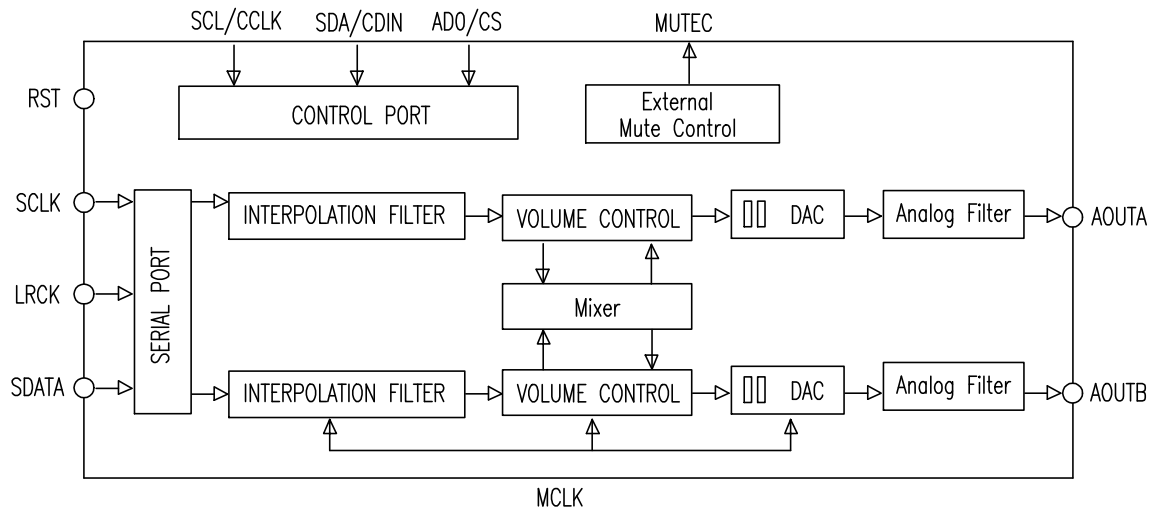 SCL/CCLK SDA/CDIN AD0/CS MUTEC
RST
CONTROL PORT
External
Mute Control
SCLK
LRCK
SDATA
SERIAL PORT
INTERPOLATION FILTER
VOLUME CONTROL
DAC
Analog Filter
AOUTA
Mixer
INTERPOLATION FILTER
VOLUME CONTROL
DAC
Analog Filter
AOUTB
MCLK